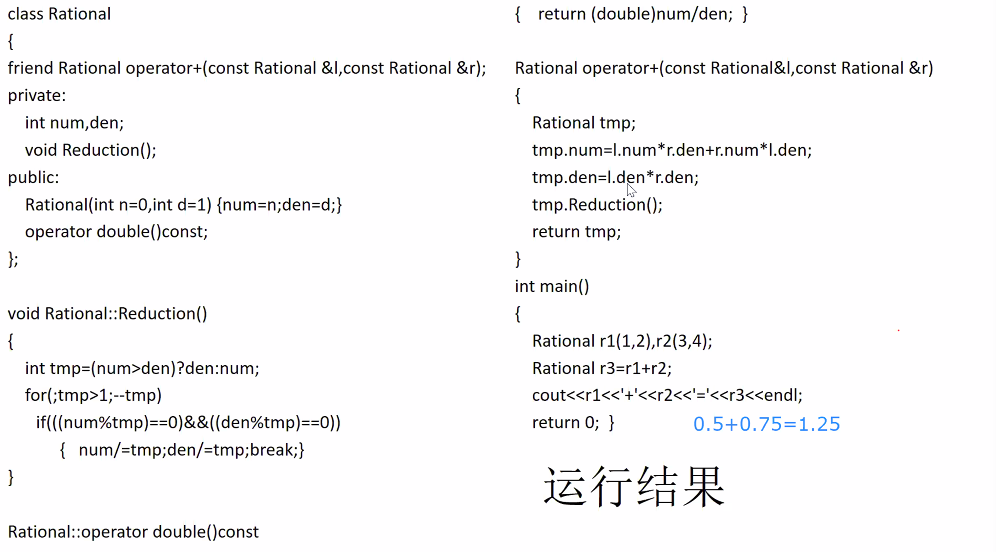 class Rational
{
friend Rational operator+(const Rational &l,const Rational &r);
private:
int num,den;
void Reduction();
public:
Rational(int n=0,int d=1) {num=n;den=d;}
operator double()const;
};
void Rational::Reduction()
{
int tmp=(num>den)?den:num;
for(;tmp>1;--tmp)
if(((num%tmp)==0)&&((den%tmp)==0))
{ num/=tmp;den/=tmp;break;}
}
Rational::operator double()const
{ return (double)num/den; }
Rational operator+(const Rational&l,const Rational &r)
{
Rational tmp;
tmp.num=l.num*r.den+r.num*l.den;
tmp.den=l.den*r.den;
tmp.Reduction();
return tmp;
}
int main()
{
Rational r1(1,2),r2(3,4);
Rational r3=r1+r2;
cout<<r1<<'+'<<r2<<'='<<r3<<endl;
return 0; }
0.5+0.75=1.25
运行结果